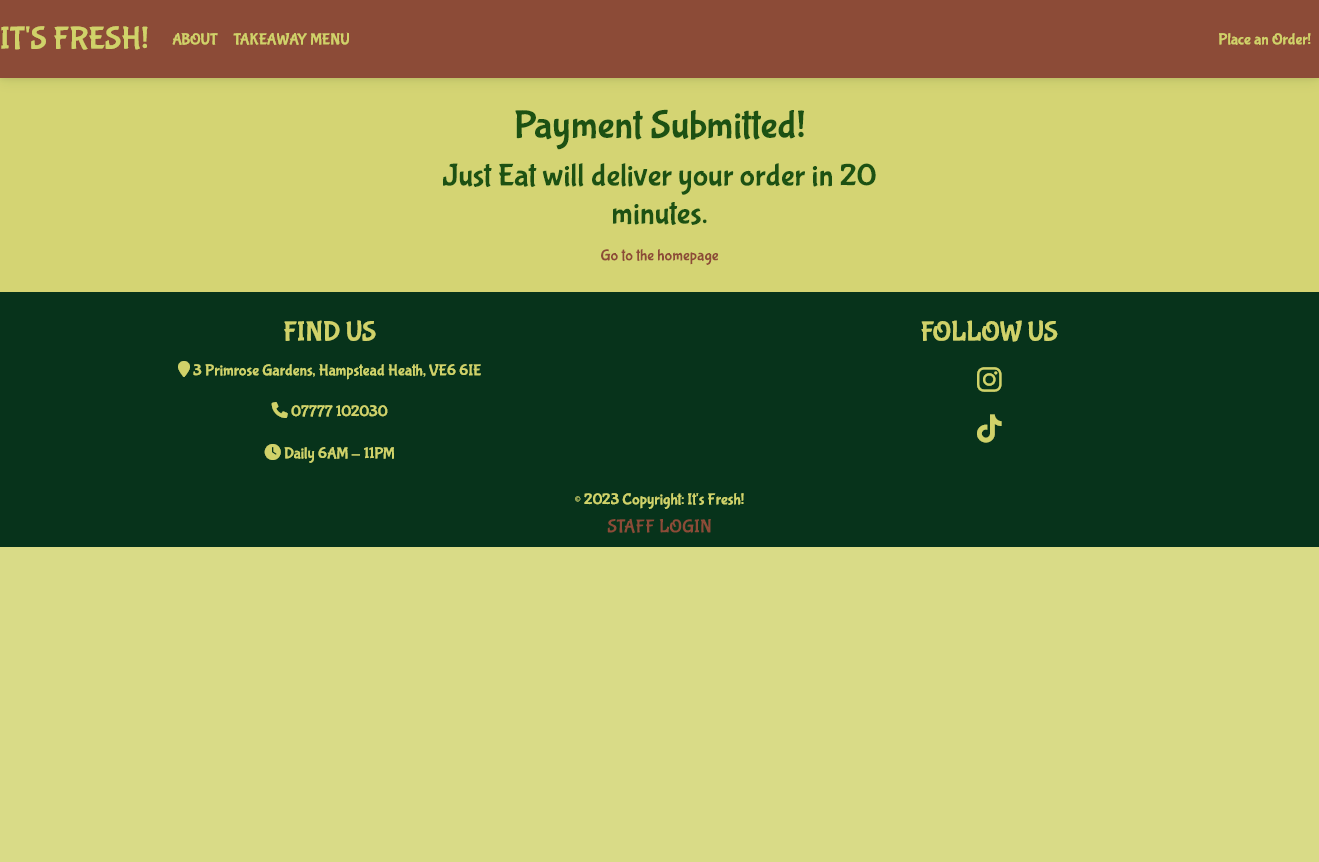 IT'S FRESH! ABOUT TAKEAWAY MENU Place an Order!
Payment Submitted!
Just Eat will deliver your order in 20
minutes.
Go to the homepage
FIND US
3 Primrose Gardens, Hampstead Heath, VE6 6IE
07777 102030
Daily 6AM – 11PM
FOLLOW US
© 2023 Copyright: It's Fresh!
STAFF LOGIN